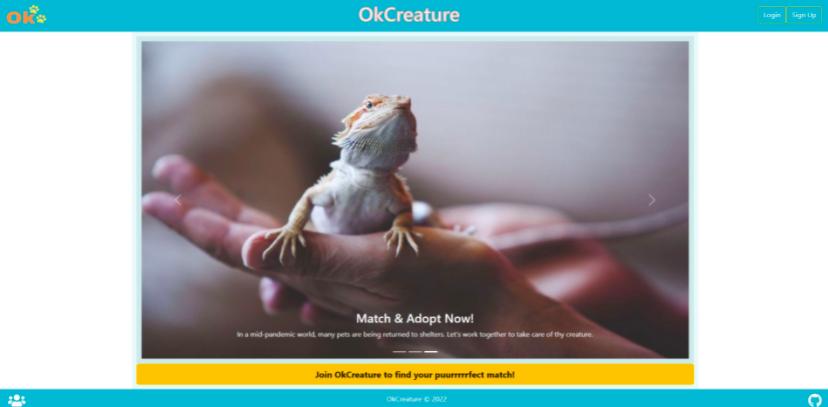 Ok
OkCreature
Login
Sign Up
Match & Adopt Now!
In a mid-pandemic world, many pets are being returned to shelters. Let's work together to take care of thy creature.
Join OkCreature to find your puurrrrrfect match!
OkCreature © 2022